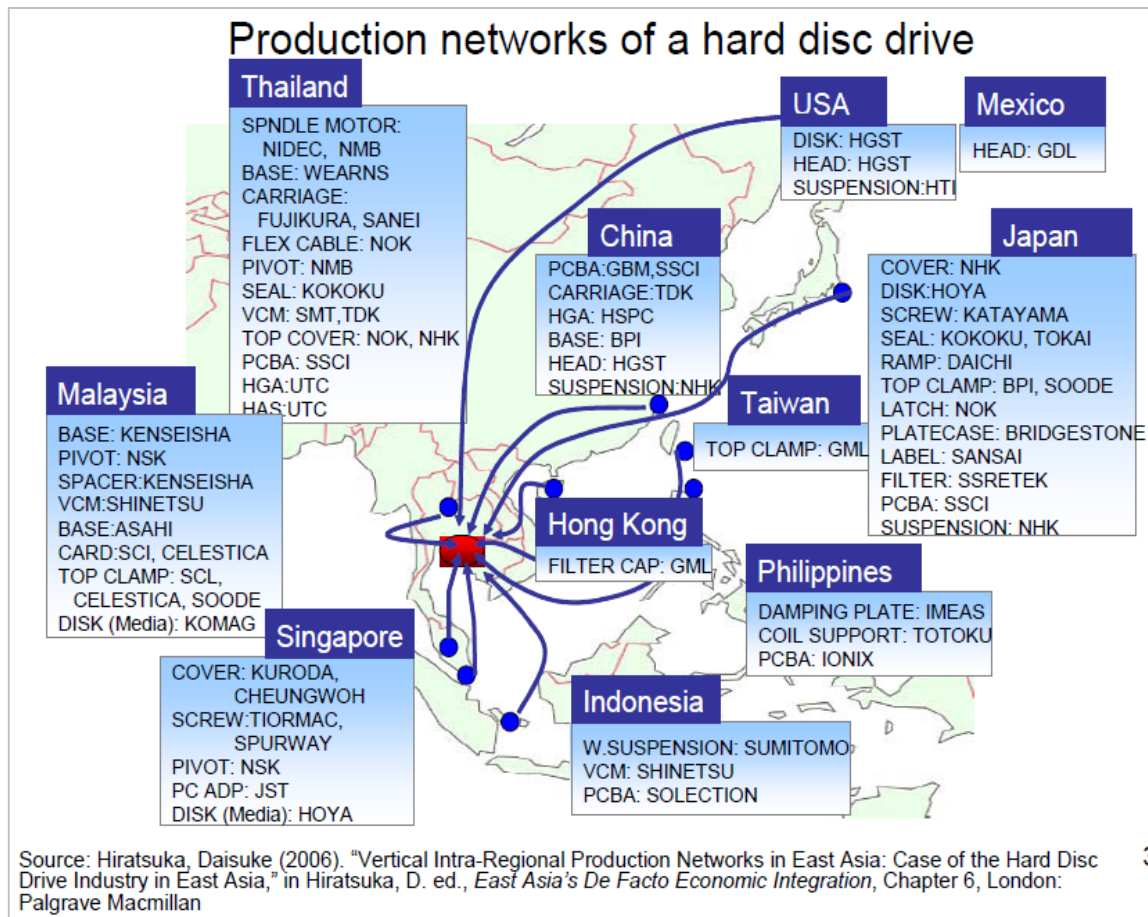 Production networks of a hard disc drive
Thailand
SPNDLE MOTOR:
NIDEC, NMB
BASE: WEARNS
CARRIAGE:
FUJIKURA, SANEI
FLEX CABLE: NOK
PIVOT: NMB
SEAL: KOKOKU
VCM: SMT,TDK
TOP COVER: NOK, NHK
PCBA: SSCI
HGA:UTC
HAS:UTC
USA
DISK: HGST
HEAD: HGST
SUSPENSION:HTI
Mexico
HEAD: GDL
China
PCBA:GBM,SSCI
CARRIAGE:TDK
HGA: HSPC
BASE: BPI
HEAD: HGST
SUSPENSION:NHK
Japan
COVER: NHK
DISK:HOYA
SCREW: KATAYAMA
SEAL: KOKOKU, TOKAI
RAMP: DAICHI
TOP CLAMP: BPI, SOODE
LATCH: NOK
PLATECASE: BRIDGESTONE
LABEL: SANSAI
FILTER: SSRETEK
PCBA: SSCI
SUSPENSION: NHK
Malaysia
BASE: KENSEISHA
PIVOT: NSK
SPACER:KENSEISHA
VCM:SHINETSU
BASE:ASAHI
CARD:SCI, CELESTICA
TOP CLAMP: SCL,
CELESTICA, SOODE
DISK (Media): KOMAG
Taiwan
TOP CLAMP: GML
Hong Kong
FILTER CAP: GML
Philippines
DAMPING PLATE: IMEAS
COIL SUPPORT: TOTOKU
PCBA: IONIX
Singapore
COVER: KURODA,
CHEUNGWOH
SCREW:TIORMAC,
SPURWAY
PIVOT: NSK
PC ADP: JST
DISK (Media): HOYA
Indonesia
W.SUSPENSION: SUMITOMO
VCM: SHINETSU
PCBA: SOLECTION
Source: Hiratsuka, Daisuke (2006). “Vertical Intra-Regional Production Networks in East Asia: Case of the Hard Disc
Drive Industry in East Asia,” in Hiratsuka, D. ed., East Asia’s De Facto Economic Integration, Chapter 6, London:
Palgrave Macmillan